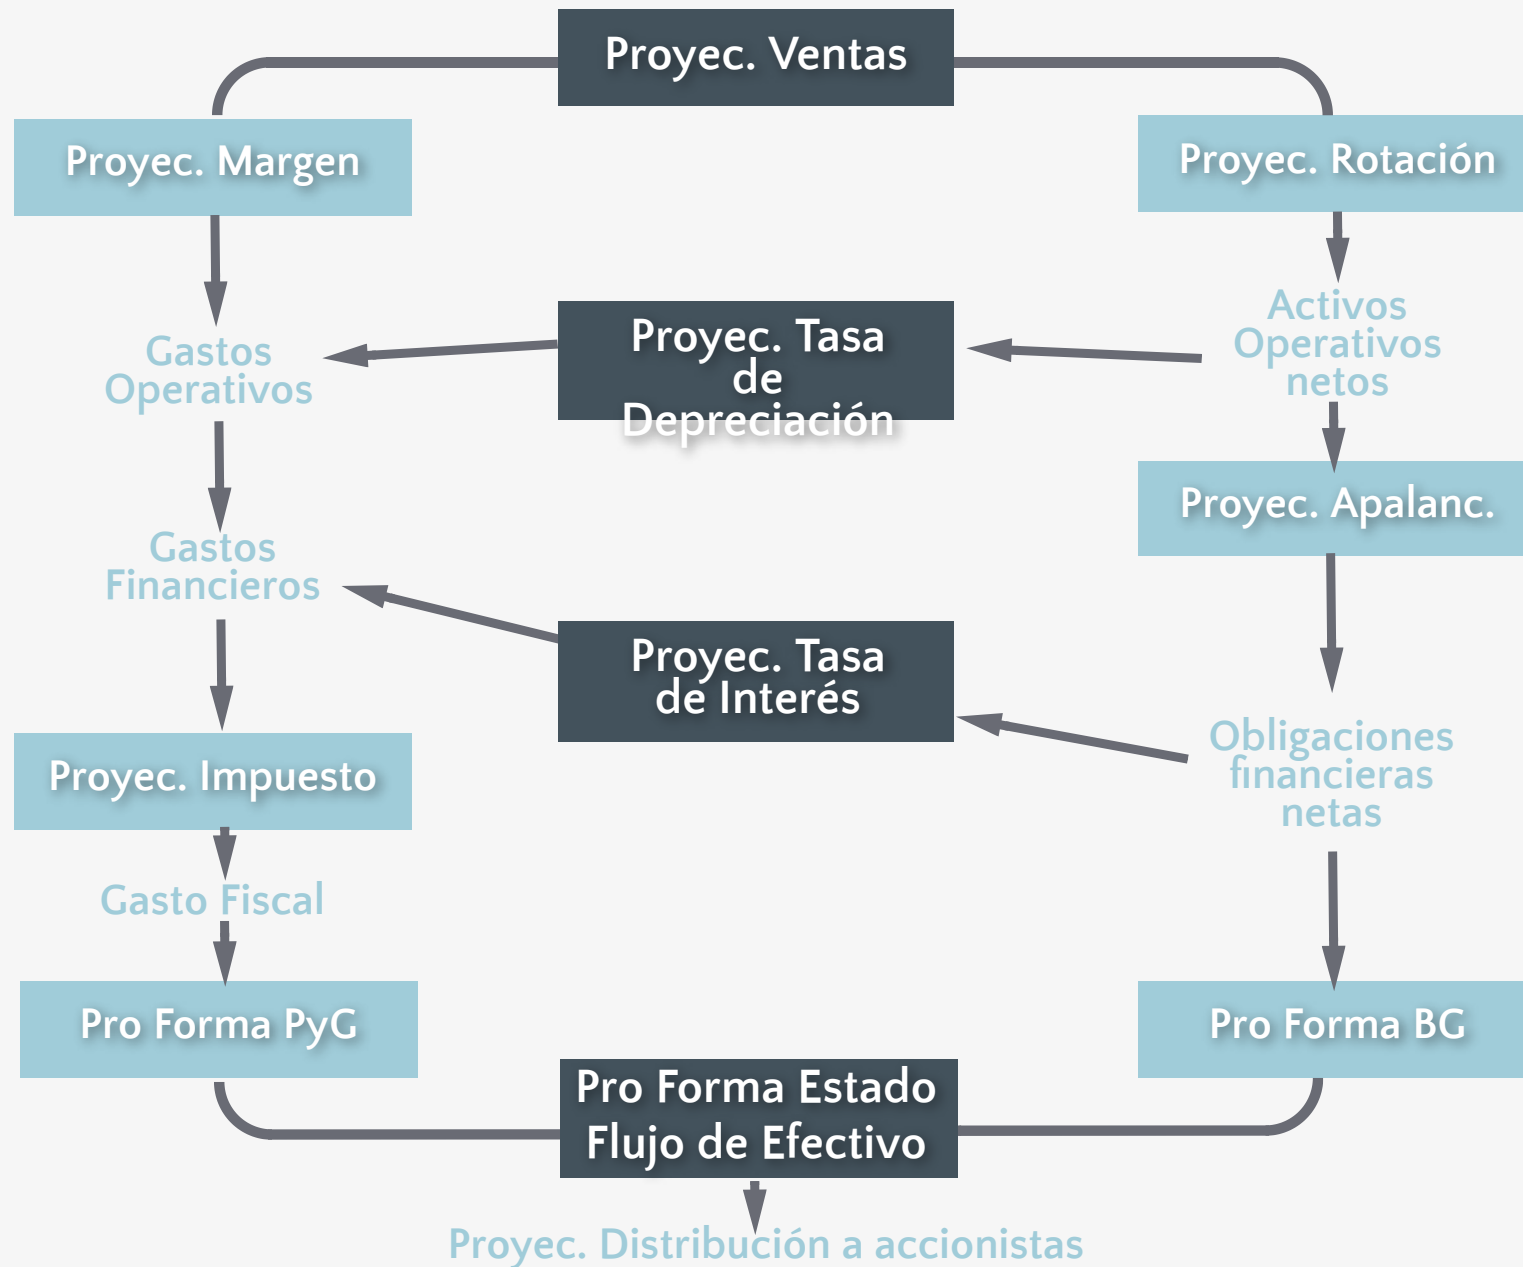 Proyec. Ventas
Proyec. Margen
Proyec. Rotación
Activos
Operativos
netos
Proyec. Tasa
de
Depreciación
Gastos
Operativos
Proyec. Apalanc.
Gastos
Financieros
Proyec. Tasa
de Interés
Obligaciones
financieras
netas
Proyec. Impuesto
Gasto Fiscal
Pro Forma PyG
Pro Forma BG
Pro Forma Estado
Flujo de Efectivo
Proyec. Distribución a accionistas